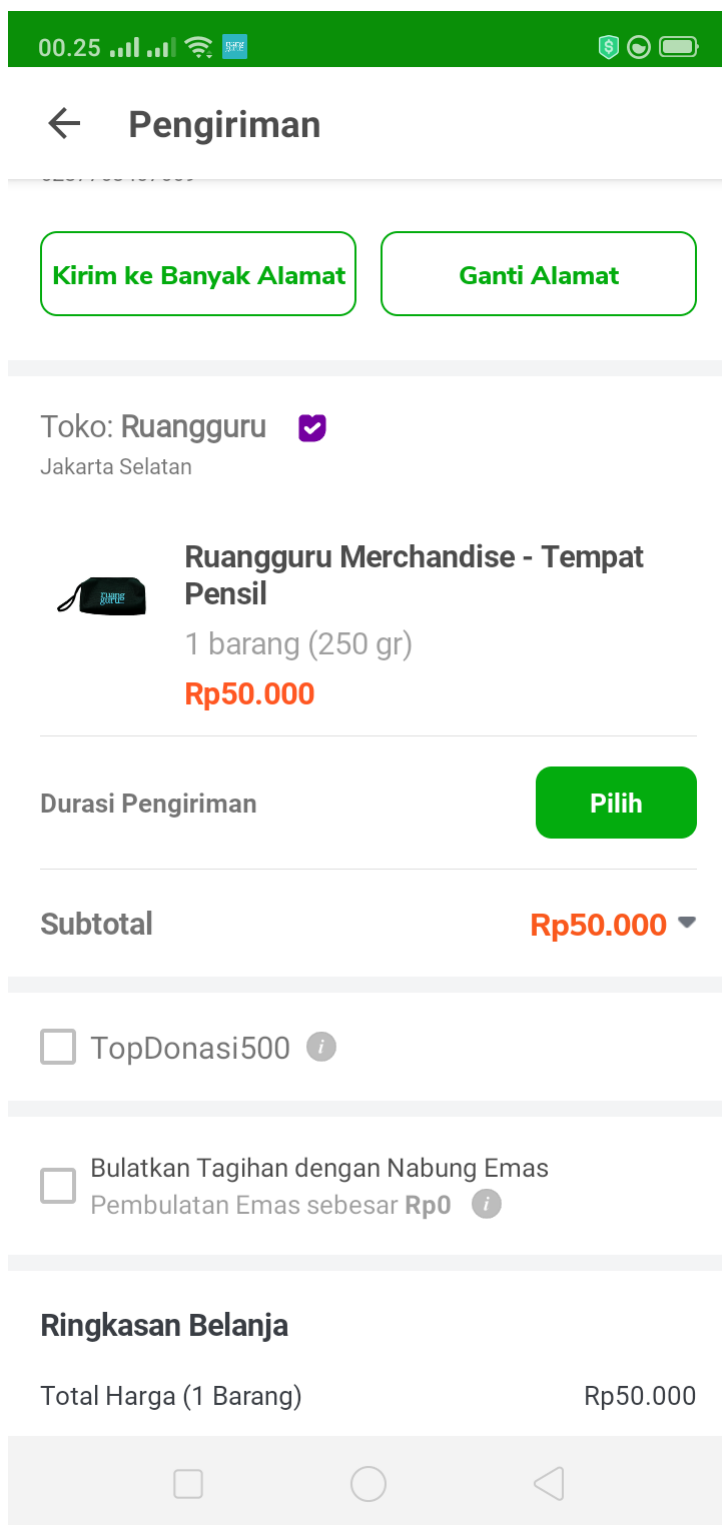 00.25
Pengiriman
Kirim ke Banyak Alamat
Ganti Alamat
Toko: Ruangguru
Jakarta Selatan
Ruangguru Merchandise - Tempat
Pensil
1 barang (250 gr)
Rp50.000
Durasi Pengiriman
Pilih
Subtotal
Rp50.000
TopDonasi500
Bulatkan Tagihan dengan Nabung Emas
Pembulatan Emas sebesar Rp0
Ringkasan Belanja
Total Harga (1 Barang)
Rp50.000